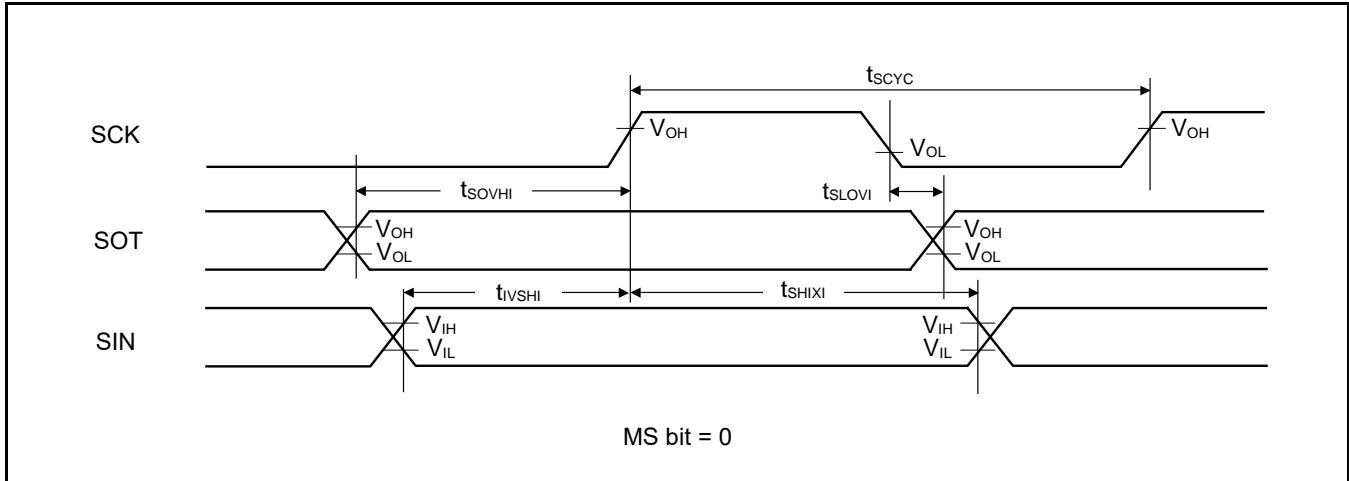 tSCYC
SCK
VOH
VOL
VOH
tSOVHI
tSLOVI
SOT
VOH
VOL
VOH
VOL
tIVSHI
tSHIXI
SIN
VIH
VIL
VIH
VIL
MS bit = 0